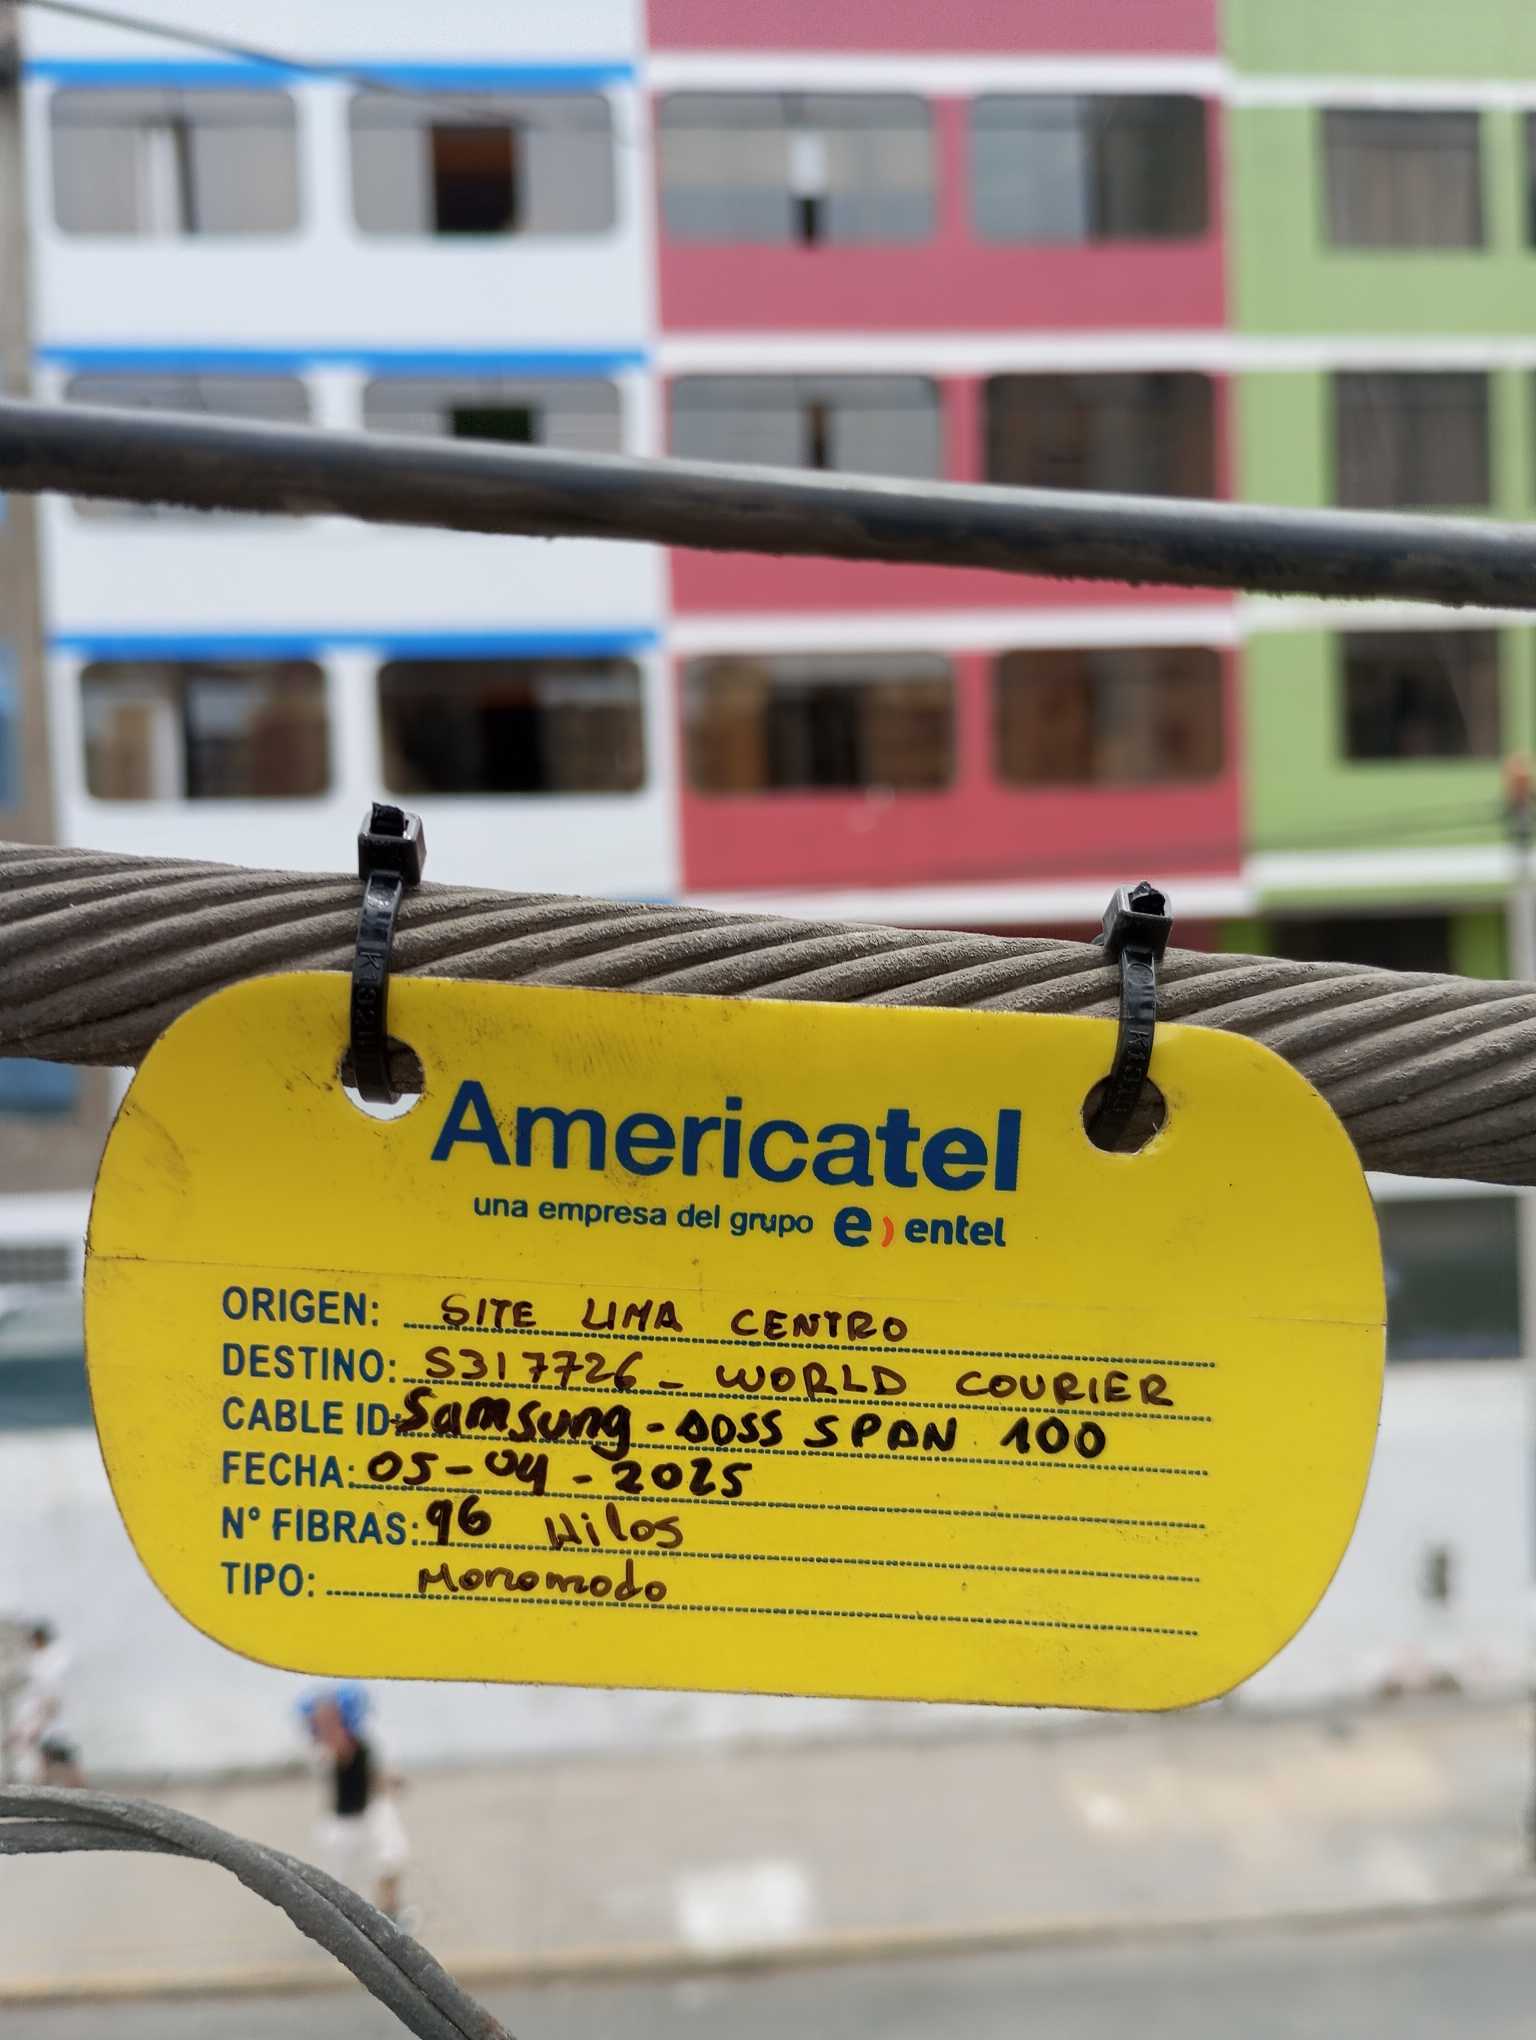 Americatel
una empresa del grupo e) entel
ORIGEN: SITE LIMA CENTRO
DESTINO: S317726 - WORLD COURIER
CABLE ID: Samsung - ADSS SPAN 100
FECHA: 05-04-2025
N° FIBRAS: 96 Hilos
TIPO: Monomodo